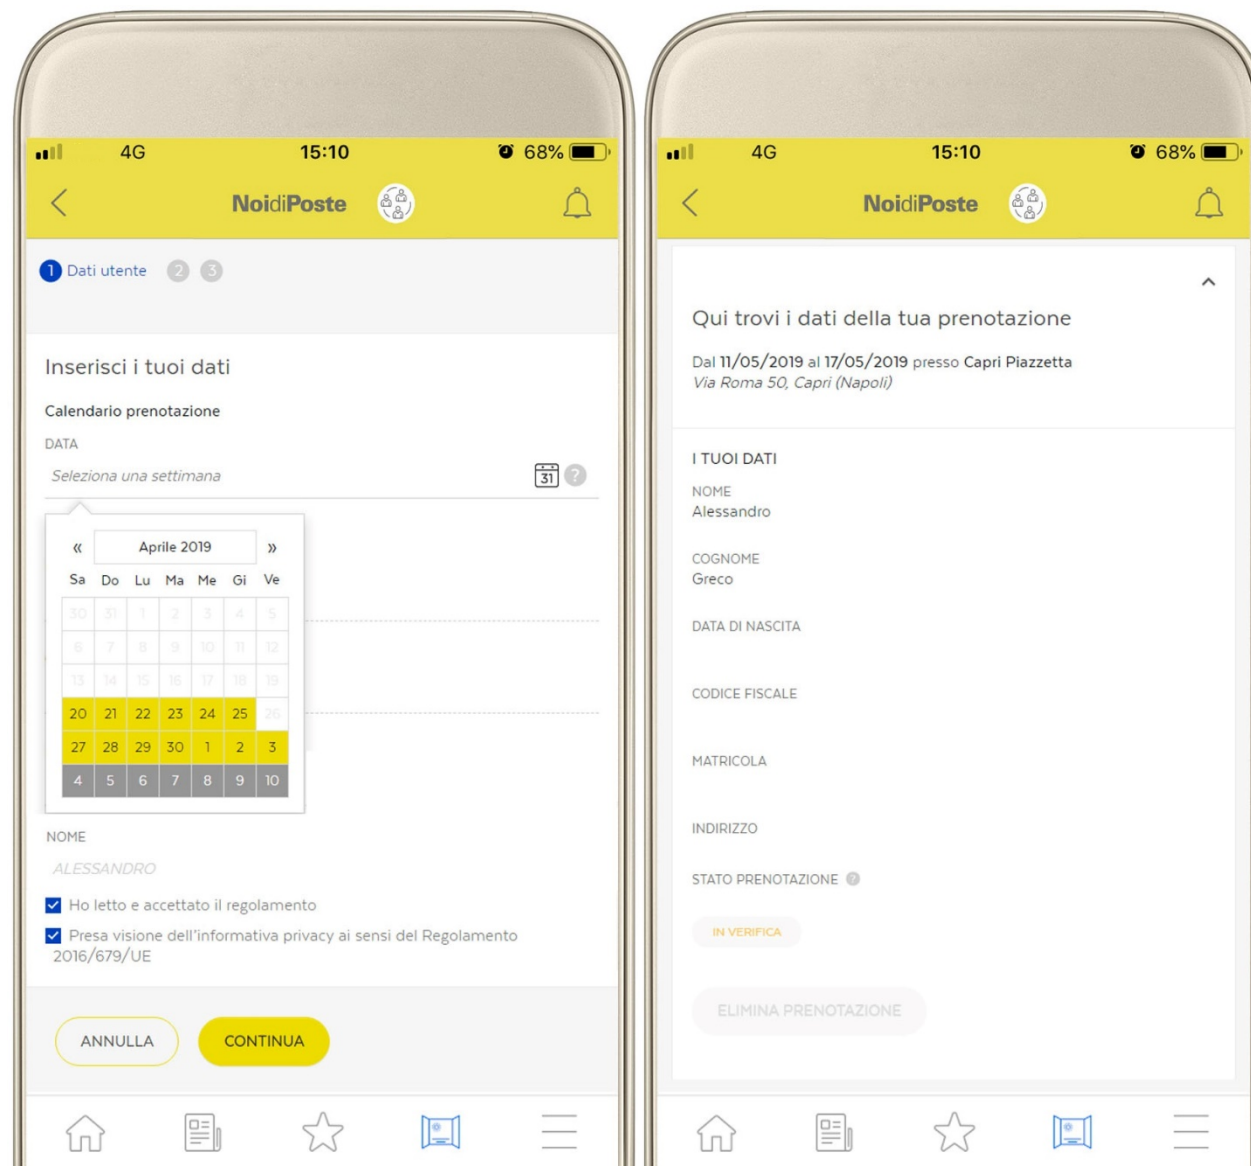 4G 15:10 68%
NoidiPoste
1 Dati utente 2 3
Inserisci i tuoi dati
Calendario prenotazione
DATA
Seleziona una settimana 31 ?
« Aprile 2019 »
Sa Do Lu Ma Me Gi Ve
30 31 1 2 3 4 5
6 7 8 9 10 11 12
13 14 15 16 17 18 19
20 21 22 23 24 25 26
27 28 29 30 1 2 3
4 5 6 7 8 9 10
NOME
ALESSANDRO
Ho letto e accettato il regolamento
Presa visione dell'informativa privacy ai sensi del Regolamento
2016/679/UE
ANNULLA CONTINUA
4G 15:10 68%
NoidiPoste
Qui trovi i dati della tua prenotazione
Dal 11/05/2019 al 17/05/2019 presso Capri Piazzetta
Via Roma 50, Capri (Napoli)
I TUOI DATI
NOME
Alessandro
COGNOME
Greco
DATA DI NASCITA
CODICE FISCALE
MATRICOLA
INDIRIZZO
STATO PRENOTAZIONE ?
IN VERIFICA
ELIMINA PRENOTAZIONE